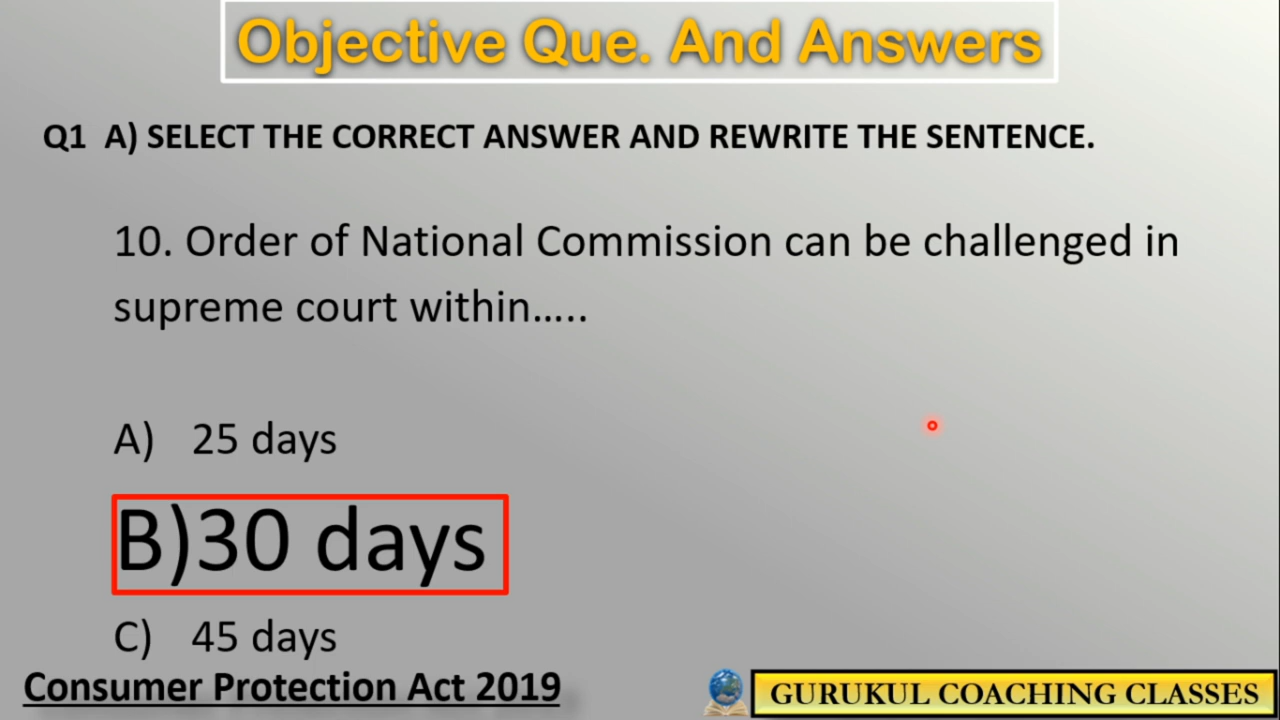 Objective Que. And Answers
Q1 A) SELECT THE CORRECT ANSWER AND REWRITE THE SENTENCE.
10. Order of National Commission can be challenged in
supreme court within…..
A) 25 days
B)30 days
C) 45 days
Consumer Protection Act 2019
GURUKUL COACHING CLASSES